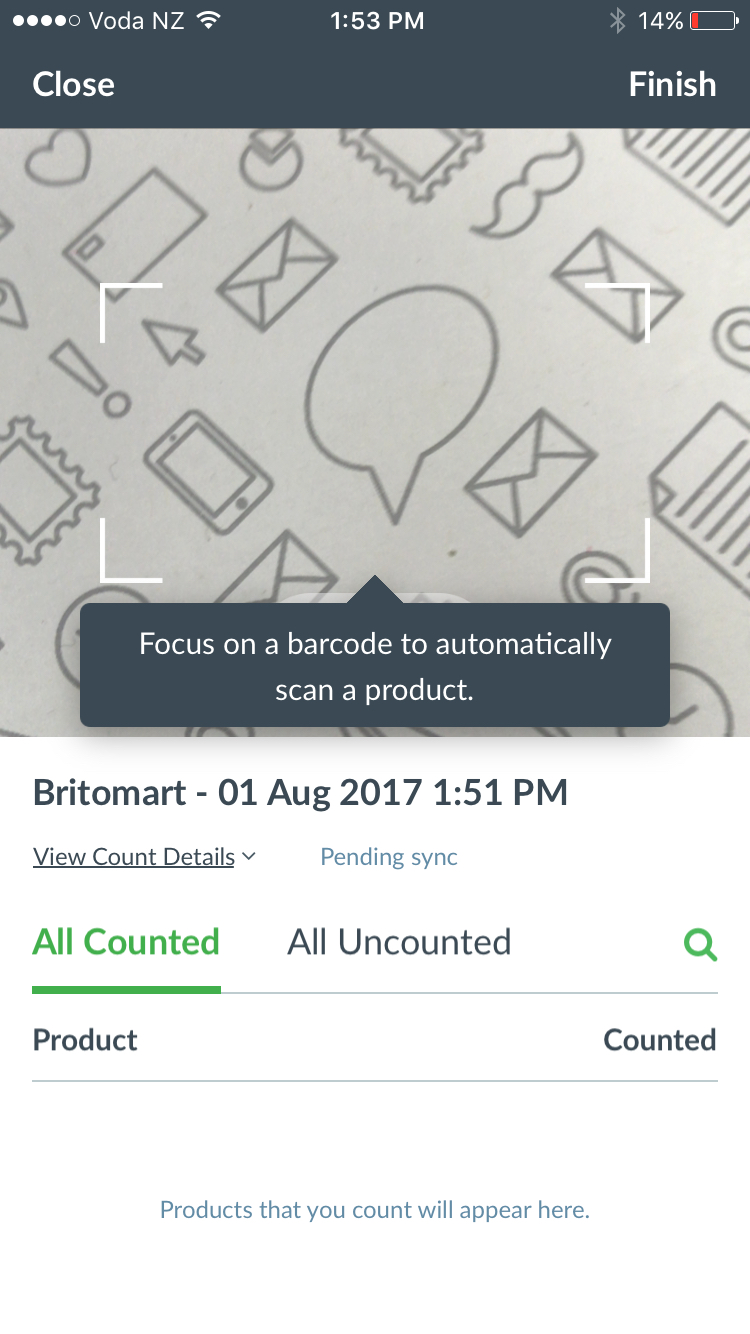 Voda NZ 1:53 PM 14%
Close Finish
Focus on a barcode to automatically
scan a product.
Britomart - 01 Aug 2017 1:51 PM
View Count Details Pending sync
All Counted All Uncounted
Product Counted
Products that you count will appear here.